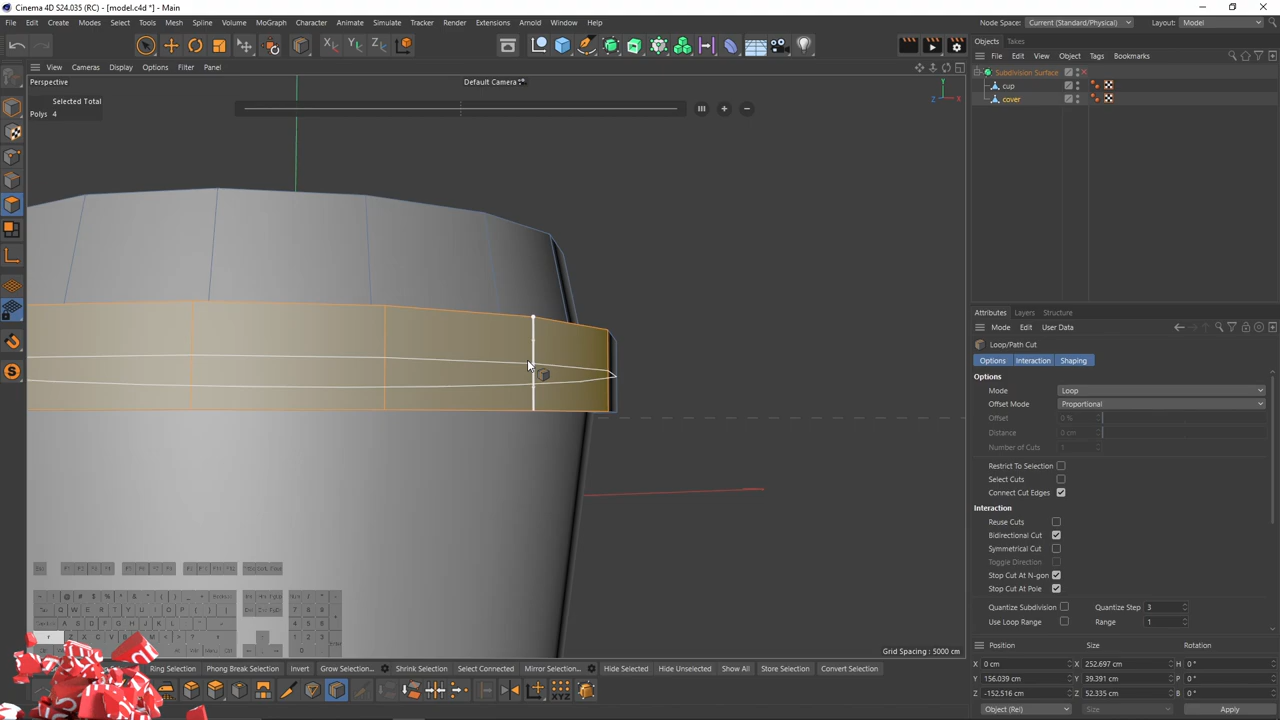 Cinema 4D S24.035 (RC) - [model.c4d *] - Main
File Edit Create Modes Select Tools Mesh Spline Volume MoGraph Character Animate Simulate Tracker Render Extensions Arnold Window Help
Node Space: Current (Standard/Physical) Layout: Model
X Y Z
Objects Takes
File Edit View Object Tags Bookmarks
View Cameras Display Options Filter Panel
Perspective
Default Camera
Selected Total
Polys 4
Y
Z X
Subdivision Surface
cup
cover
Attributes Layers Structure
Mode Edit User Data
Loop/Path Cut
Options Interaction Shaping
Options
Mode Loop
Offset Mode Proportional
Offset 0 %
Distance 0 cm
Number of Cuts 1
Restrict To Selection
Select Cuts
Connect Cut Edges
Interaction
Reuse Cuts
Bidirectional Cut
Symmetrical Cut
Toggle Direction
Stop Cut At N-gon
Stop Cut At Pole
Quantize Subdivision Quantize Step 3
Use Loop Range Range 1
Grid Spacing : 5000 cm
Ring Selection Phong Break Selection Invert Grow Selection... Shrink Selection Select Connected Mirror Selection... Hide Selected Hide Unselected Show All Store Selection Convert Selection
Position Size Rotation
X 0 cm X 252.697 cm H 0 °
Y 156.039 cm Y 39.391 cm P 0 °
Z -152.516 cm Z 52.335 cm B 0 °
Object (Rel) Size Apply